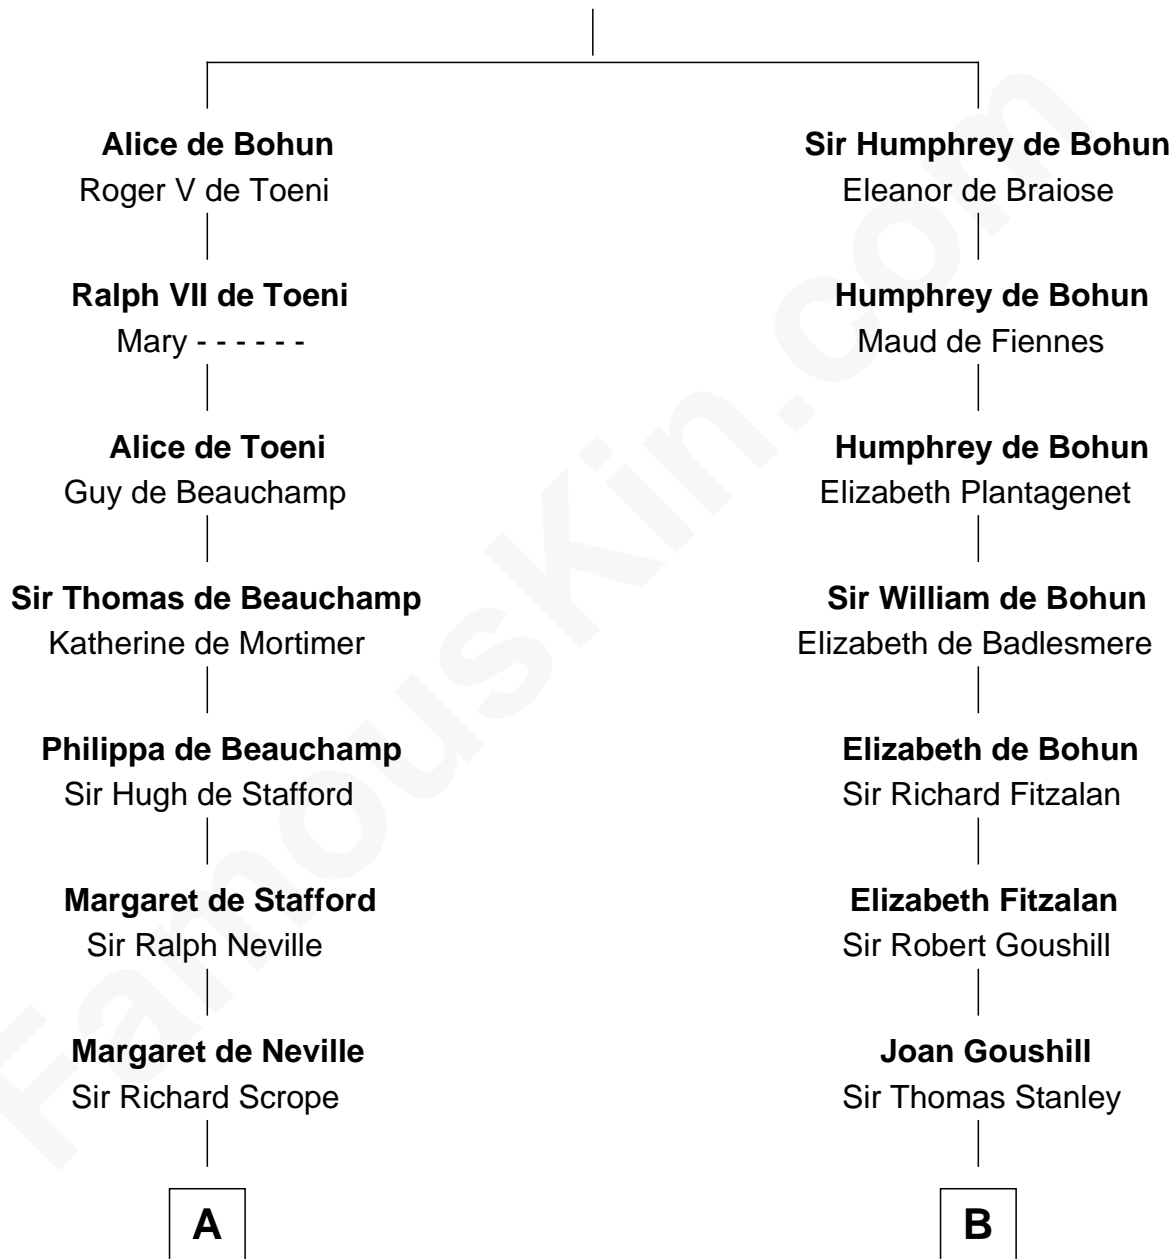 Alice de Bohun
Roger V de Toeni
Ralph VII de Toeni
Mary - - - - - -
Alice de Toeni
Guy de Beauchamp
Sir Thomas de Beauchamp
Katherine de Mortimer
Philippa de Beauchamp
Sir Hugh de Stafford
Margaret de Stafford
Sir Ralph Neville
Margaret de Neville
Sir Richard Scrope
A
Sir Humphrey de Bohun
Eleanor de Braiose
Humphrey de Bohun
Maud de Fiennes
Humphrey de Bohun
Elizabeth Plantagenet
Sir William de Bohun
Elizabeth de Badlesmere
Elizabeth de Bohun
Sir Richard Fitzalan
Elizabeth Fitzalan
Sir Robert Goushill
Joan Goushill
Sir Thomas Stanley
B
FamousKin.com